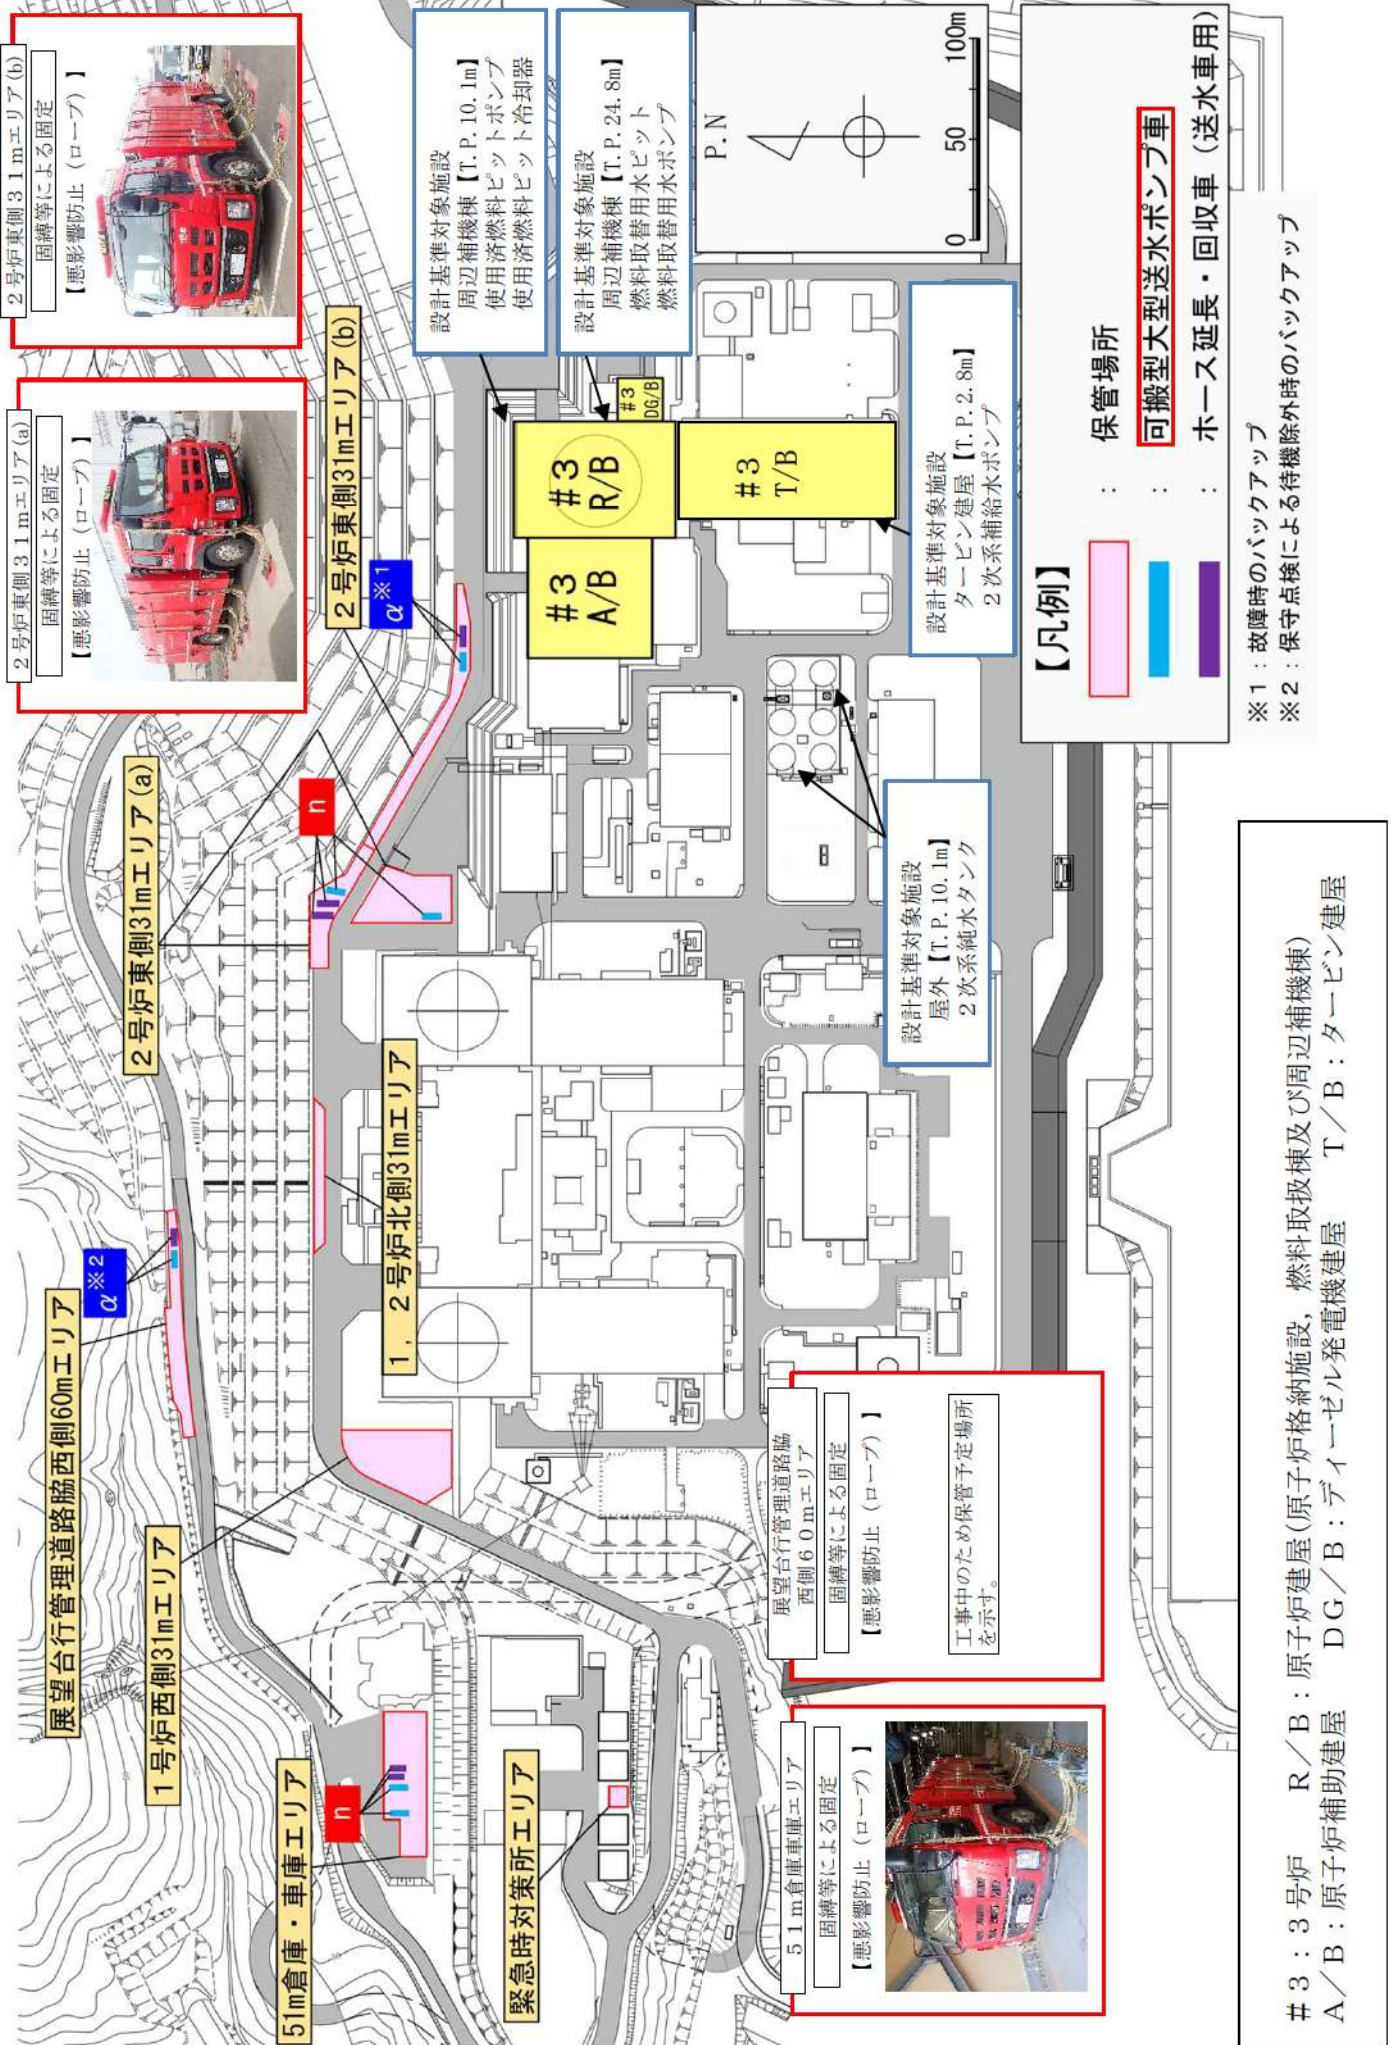 2号炉東側31mエリア(a)
固縛等による固定
【悪影響防止（ロープ）】
2号炉東側31mエリア(b)
固縛等による固定
【悪影響防止（ロープ）】
展望台行管理道路脇西側60mエリア
α※2
1号炉西側31mエリア
51m倉庫・車庫エリア
n
緊急時対策所エリア
1，2号炉北側31mエリア
2号炉東側31mエリア(a)
n
2号炉東側31mエリア(b)
α※1
設計基準対象施設
周辺補機棟【T.P.10.1m】
使用済燃料ピットポンプ
使用済燃料ピット冷却器
設計基準対象施設
周辺補機棟【T.P.24.8m】
燃料取替用水ピット
燃料取替用水ポンプ
#3
R/B
#3
A/B
#3
DG/B
#3
T/B
設計基準対象施設
タービン建屋【T.P.2.8m】
2次系補給水ポンプ
設計基準対象施設
屋外【T.P.10.1m】
2次系純水タンク
51m倉庫車庫エリア
固縛等による固定
【悪影響防止（ロープ）】
展望台行管理道路脇
西側60mエリア
固縛等による固定
【悪影響防止（ロープ）】
工事中のため保管予定場所
を示す。
P.N
0 50 100m
【凡例】
： 保管場所
： 可搬型大型送水ポンプ車
： ホース延長・回収車（送水車用）
※1：故障時のバックアップ
※2：保守点検による待機除外時のバックアップ
#3：3号炉 R／B：原子炉建屋(原子炉格納施設，燃料取扱棟及び周辺補機棟)
A／B：原子炉補助建屋 DG／B：ディーゼル発電機建屋 T／B：タービン建屋